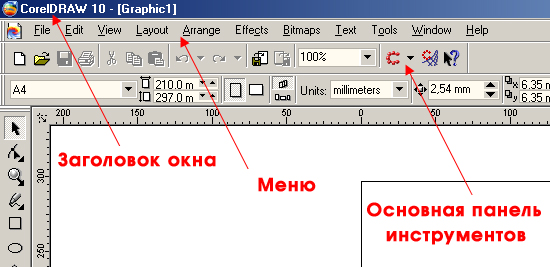 CorelDRAW 10 - [Graphic1]
File Edit View Layout Arrange Effects Bitmaps Text Tools
100%
A4 210.0 m 297.0 m Units: millimeters 2,54 mm x 6.35 y 6.35
200 150 100 50 0 50 100
300
250
Заголовок окна
Меню
Основная панель
инструментов